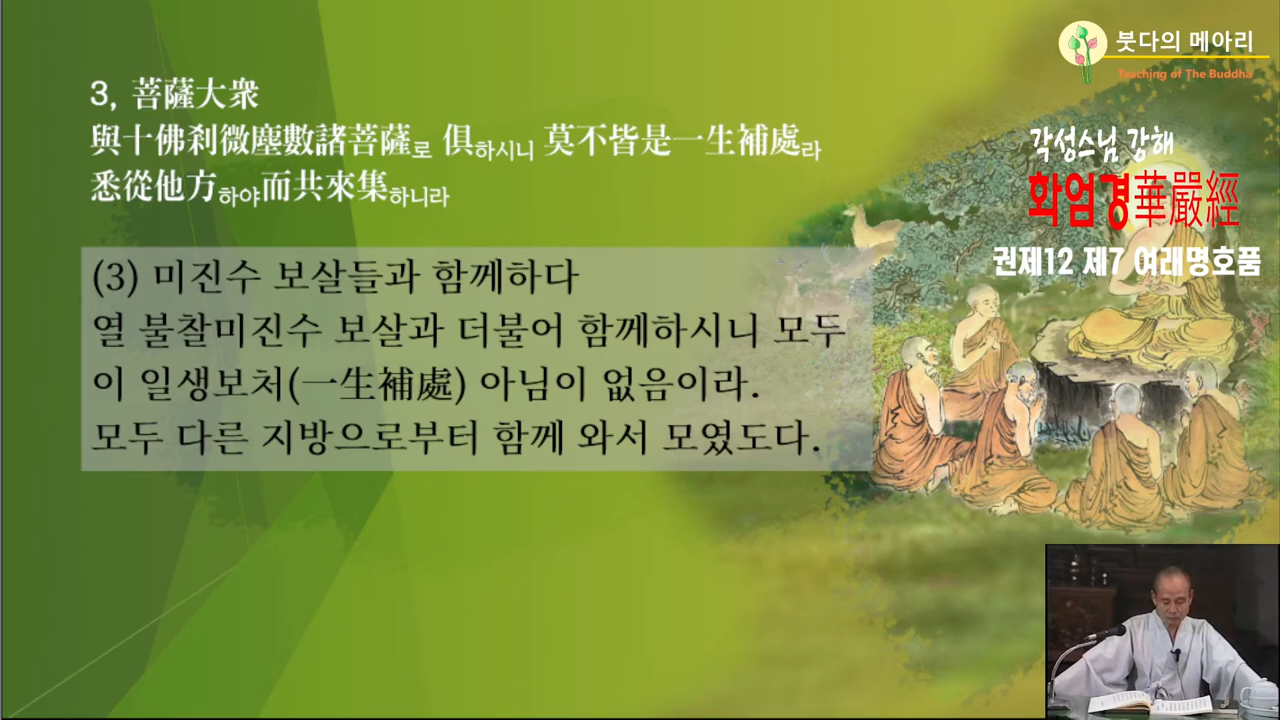 3, 菩薩大衆
與十佛刹微塵數諸菩薩로 俱하시니 莫不皆是一生補處라
悉從他方하야而共來集하니라
(3) 미진수 보살들과 함께하다
열 불찰미진수 보살과 더불어 함께하시니 모두
이 일생보처(一生補處) 아님이 없음이라.
모두 다른 지방으로부터 함께 와서 모였도다.
붓다의 메아리
Teaching of The Buddha
각성스님 강해
화엄경華嚴經
권제12 제7 여래명호품